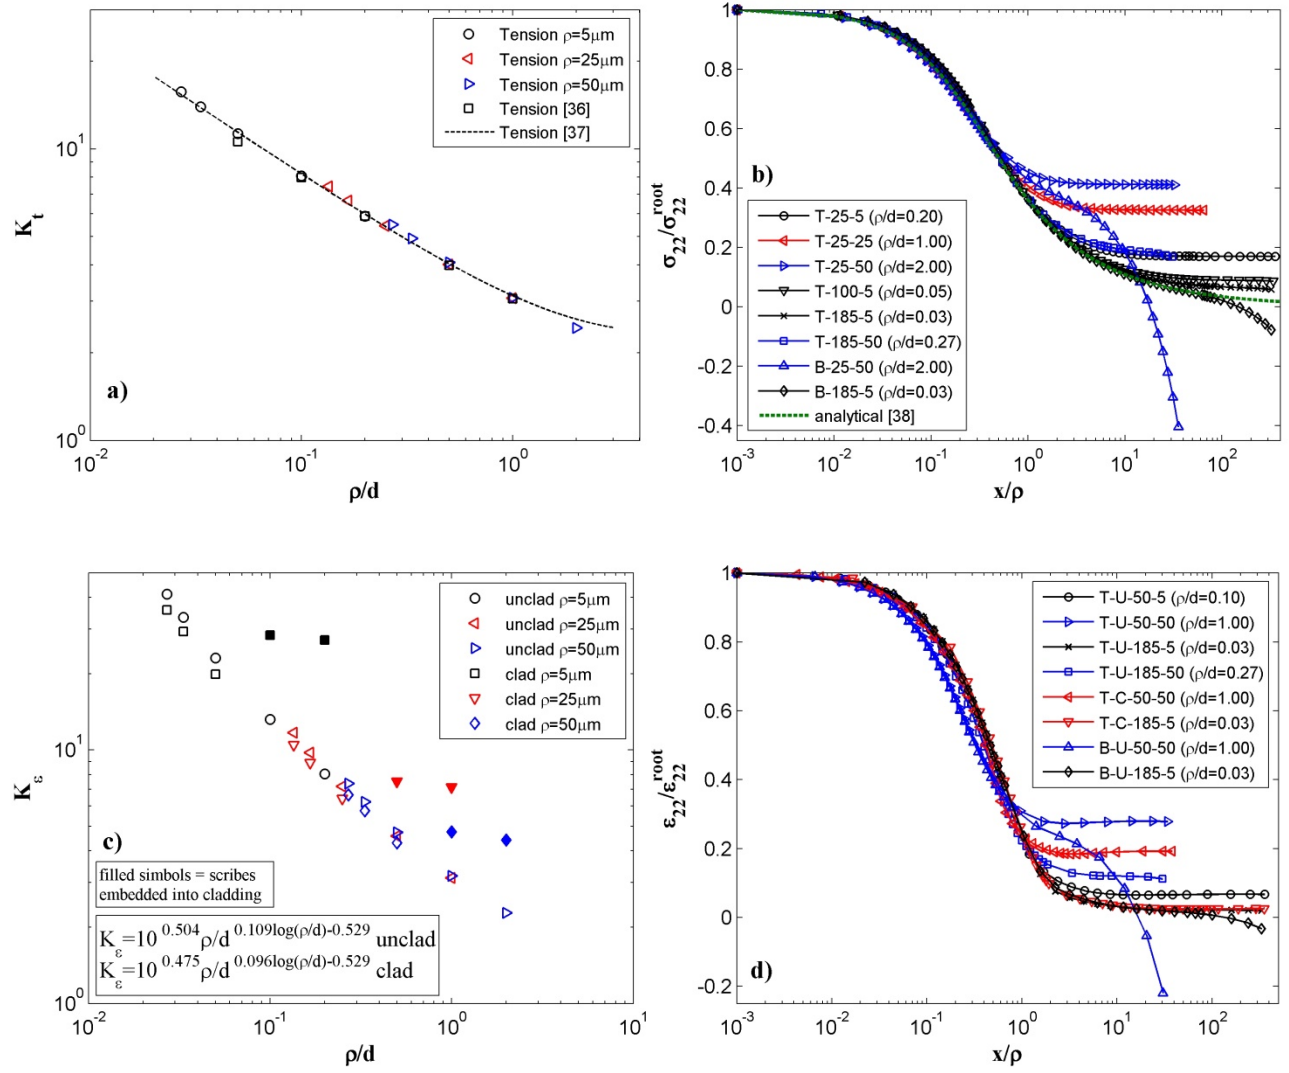 Tension ρ=5μm
Tension ρ=25μm
Tension ρ=50μm
Tension [36]
Tension [37]
10^1
10^0
K_t
a)
10^-2
10^-1
10^0
ρ/d
1
0.8
0.6
0.4
0.2
0
-0.2
-0.4
σ_22/σ_22^root
b)
T-25-5 (ρ/d=0.20)
T-25-25 (ρ/d=1.00)
T-25-50 (ρ/d=2.00)
T-100-5 (ρ/d=0.05)
T-185-5 (ρ/d=0.03)
T-185-50 (ρ/d=0.27)
B-25-50 (ρ/d=2.00)
B-185-5 (ρ/d=0.03)
analytical [38]
10^-3
10^-2
10^-1
10^0
10^1
10^2
x/ρ
unclad ρ=5μm
unclad ρ=25μm
unclad ρ=50μm
clad ρ=5μm
clad ρ=25μm
clad ρ=50μm
10^1
10^0
K_ε
c)
filled simbols = scribes
embedded into cladding
K_ε=10^0.504 ρ/d^0.109log(ρ/d)-0.529 unclad
K_ε=10^0.475 ρ/d^0.096log(ρ/d)-0.529 clad
10^-2
10^-1
10^0
10^1
ρ/d
1
0.8
0.6
0.4
0.2
0
-0.2
ε_22/ε_22^root
T-U-50-5 (ρ/d=0.10)
T-U-50-50 (ρ/d=1.00)
T-U-185-5 (ρ/d=0.03)
T-U-185-50 (ρ/d=0.27)
T-C-50-50 (ρ/d=1.00)
T-C-185-5 (ρ/d=0.03)
B-U-50-50 (ρ/d=1.00)
B-U-185-5 (ρ/d=0.03)
d)
10^-3
10^-2
10^-1
10^0
10^1
10^2
x/ρ